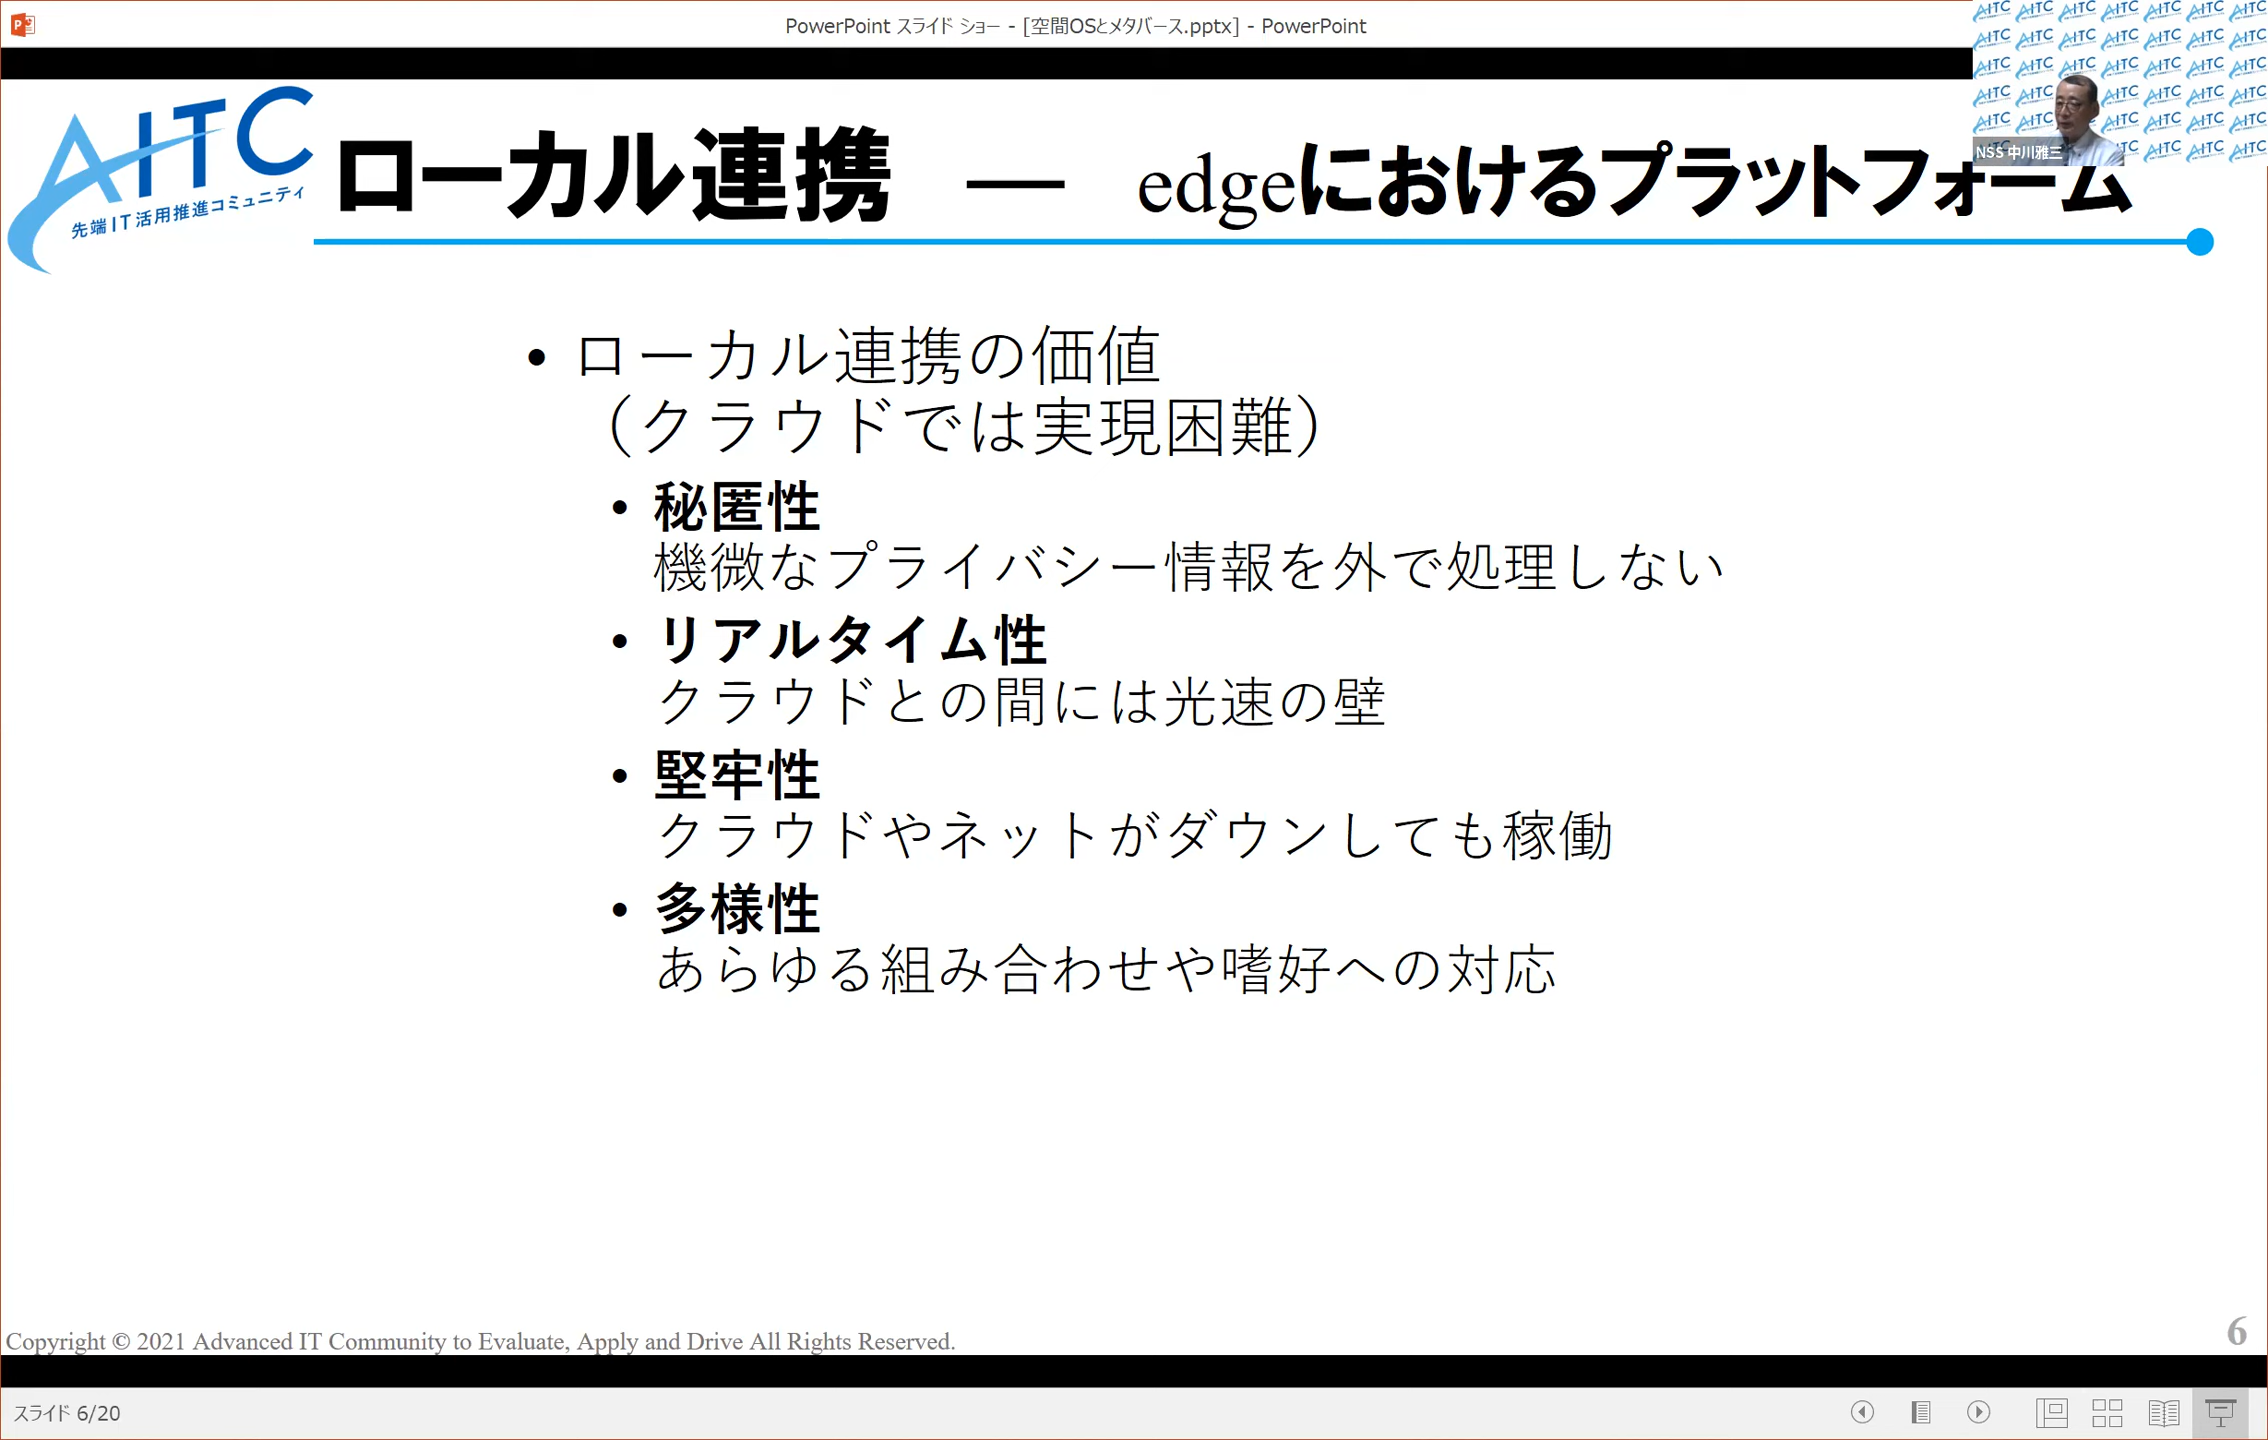 PowerPoint スライド ショー - [空間OSとメタバース.pptx] - PowerPoint
AITC
先端IT活用推進コミュニティ
NSS 中川雅三
ローカル連携 ― edgeにおけるプラットフォーム
• ローカル連携の価値
（クラウドでは実現困難）
• 秘匿性
機微なプライバシー情報を外で処理しない
• リアルタイム性
クラウドとの間には光速の壁
• 堅牢性
クラウドやネットがダウンしても稼働
• 多様性
あらゆる組み合わせや嗜好への対応
Copyright © 2021 Advanced IT Community to Evaluate, Apply and Drive All Rights Reserved.
6
スライド 6/20